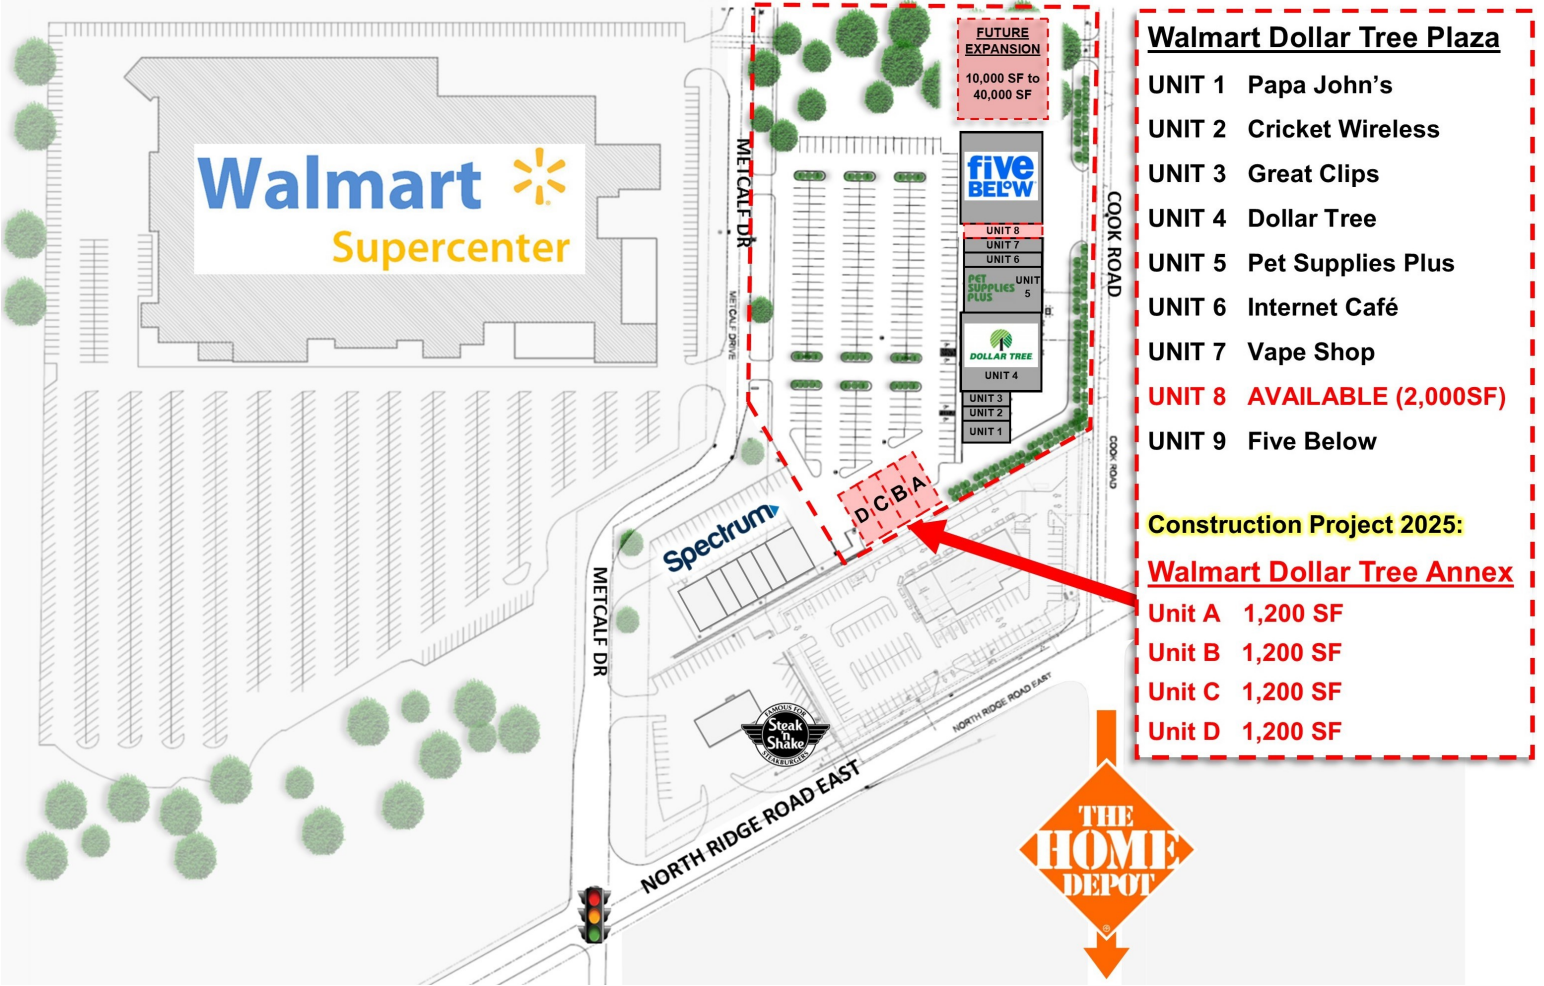 Walmart
Supercenter
METCALF DR
METCALF DRIVE
FUTURE
EXPANSION
10,000 SF to
40,000 SF
five
BELOW
UNIT 8
UNIT 7
UNIT 6
PET
SUPPLIES
PLUS
UNIT
5
DOLLAR TREE
UNIT 4
UNIT 3
UNIT 2
UNIT 1
COOK ROAD
COOK ROAD
D C B A
Spectrum
METCALF DR
FAMOUS FOR
Steak
'n
Shake
STEAKBURGERS
NORTH RIDGE ROAD EAST
NORTH RIDGE ROAD EAST
THE
HOME
DEPOT
®
Walmart Dollar Tree Plaza
UNIT 1 Papa John’s
UNIT 2 Cricket Wireless
UNIT 3 Great Clips
UNIT 4 Dollar Tree
UNIT 5 Pet Supplies Plus
UNIT 6 Internet Café
UNIT 7 Vape Shop
UNIT 8 AVAILABLE (2,000SF)
UNIT 9 Five Below
Construction Project 2025:
Walmart Dollar Tree Annex
Unit A 1,200 SF
Unit B 1,200 SF
Unit C 1,200 SF
Unit D 1,200 SF